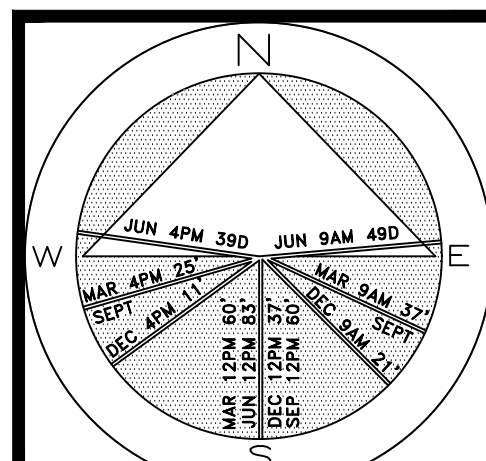 N
JUN 4PM 39D
JUN 9AM 49D
W
E
MAR 4PM 25'
SEPT
DEC 4PM 11'
MAR 12PM 60'
JUN 12PM 83'
DEC 12PM 37'
SEP 12PM 60'
MAR 9AM 37'
SEPT
DEC 9AM 21'
S